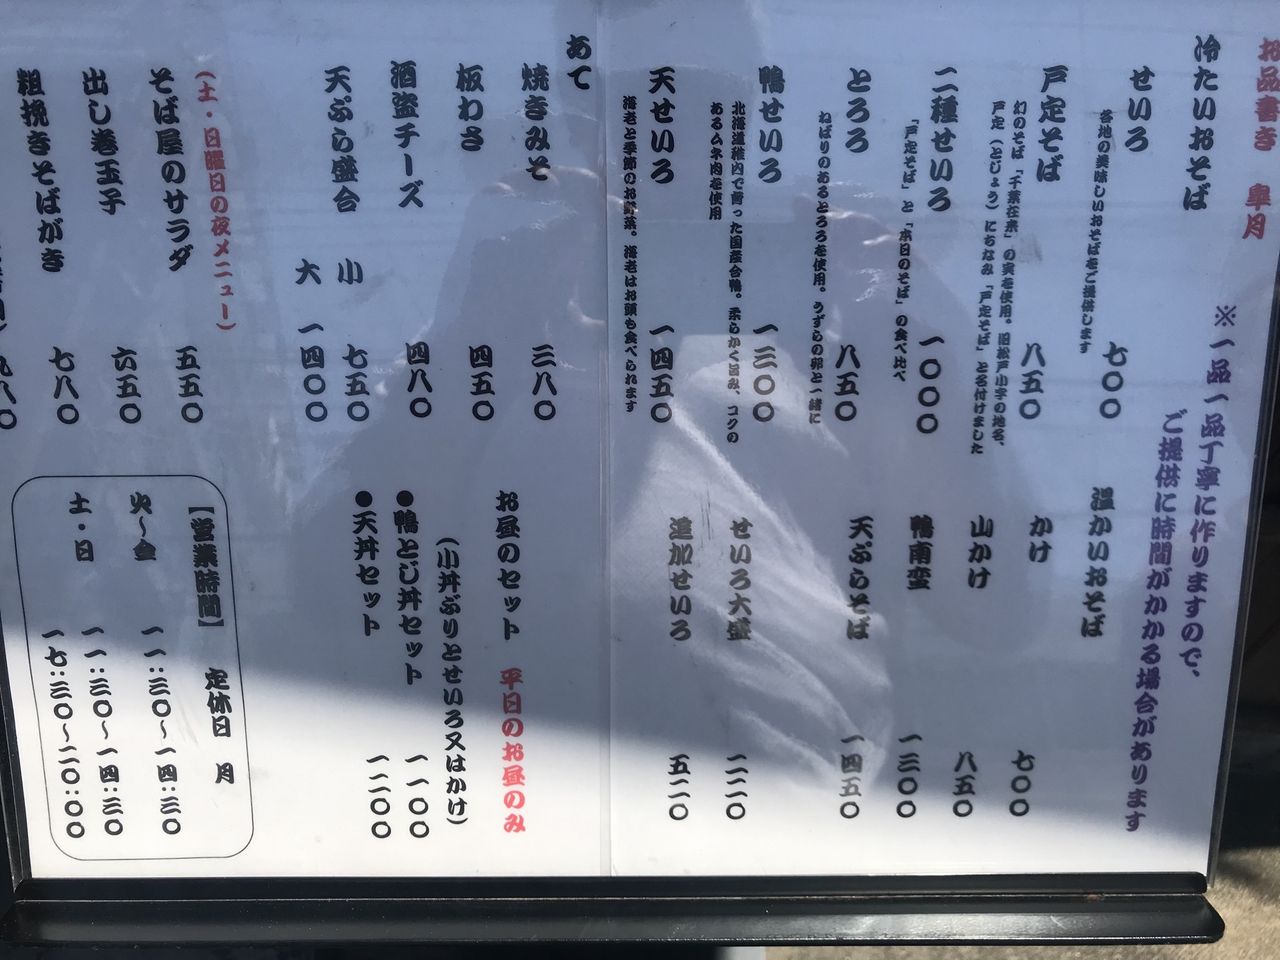 お品書き 皐月
※一品一品丁寧に作りますので、
ご提供に時間がかかる場合があります
冷たいおそば
せいろ 七〇〇
各地の美味しいおそばをご提供します
戸定そば 八五〇
幻のそば「千葉在来」の実を使用。旧松戸小字の地名、
戸定(とじょう)にちなみ「戸定そば」と名付けました
二種せいろ 一〇〇〇
「戸定そば」と「本日のそば」の食べ比べ
とろろ 八五〇
ねばりのあるとろろを使用。うずらの卵と一緒に
鴨せいろ 一三〇〇
北海道稚内で育った国産合鴨。柔らかく旨み、コクの
あるムネ肉を使用
天せいろ 一四五〇
海老と季節のお野菜。海老はお頭も食べられます
温かいおそば
かけ 七〇〇
山かけ 八五〇
鴨南蛮 一三〇〇
天ぷらそば 一四五〇
せいろ大盛 二二〇
追加せいろ 五二〇
あて
焼きみそ 三八〇
板わさ 四五〇
酒盗チーズ 四八〇
天ぷら盛合 小 七五〇
大 一四〇〇
(土・日曜日の夜メニュー)
そば屋のサラダ 五五〇
出し巻玉子 六五〇
粗挽きそばがき 七八〇
九八〇
お昼のセット 平日のお昼のみ
(小丼ぶりとせいろ又はかけ)
●鴨とじ丼セット 一一〇〇
●天丼セット 一二〇〇
【営業時間】 定休日 月
火～金 一一:三〇～一四:三〇
土・日 一一:三〇～一四:三〇
一七:三〇～二〇:〇〇